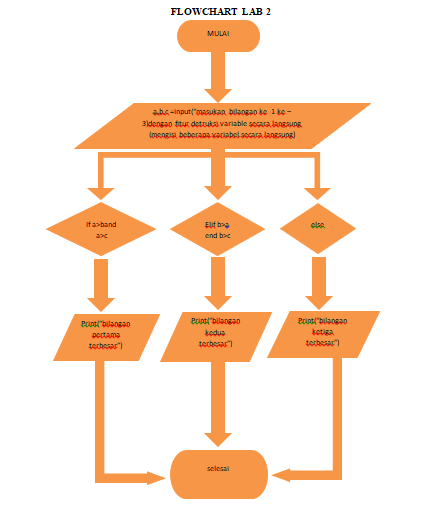 FLOWCHART LAB 2
MULAI
a,b,c =input("masukan bilangan ke -1 ke –
3)dengan fitur detruksi variable secara langsung
(mengisi beberapa variabel secara langsung)
If a>band
a>c
Elif b>a
end b>c
else
Print("bilangan
pertama
terbesar")
Print("bilangan
kedua
terbesar")
Print("bilangan
ketiga
terbesar")
selesai